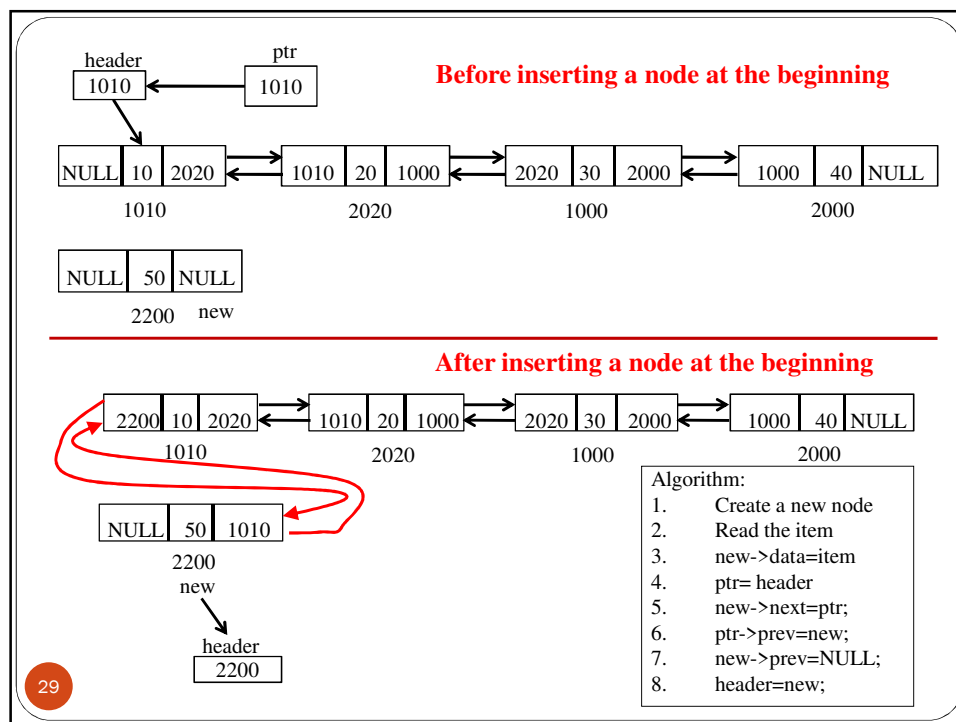 header
ptr
1010
1010
Before inserting a node at the beginning
NULL 10 2020
1010 20 1000
2020 30 2000
1000 40 NULL
1010
2020
1000
2000
NULL 50 NULL
2200 new
After inserting a node at the beginning
2200 10 2020
1010 20 1000
2020 30 2000
1000 40 NULL
1010
2020
1000
2000
NULL 50 1010
2200
new
header
2200
Algorithm:
1. Create a new node
2. Read the item
3. new->data=item
4. ptr= header
5. new->next=ptr;
6. ptr->prev=new;
7. new->prev=NULL;
8. header=new;
29